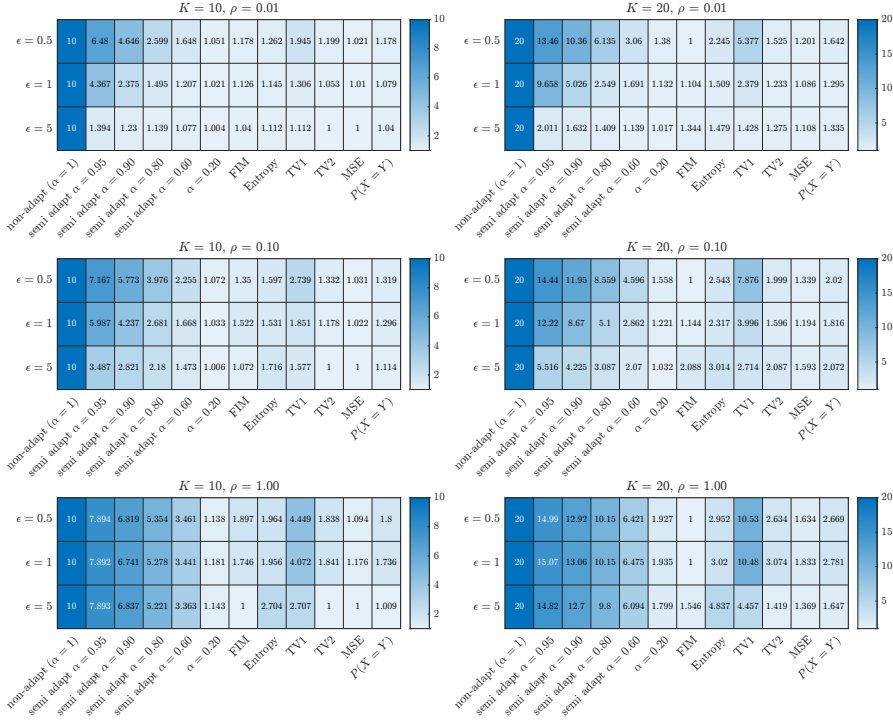 K = 10, ρ = 0.01
ϵ = 0.5 10 6.48 4.646 2.599 1.648 1.051 1.178 1.262 1.945 1.199 1.021 1.178
ϵ = 1 10 4.367 2.375 1.495 1.207 1.021 1.126 1.145 1.306 1.053 1.01 1.079
ϵ = 5 10 1.394 1.23 1.139 1.077 1.004 1.04 1.112 1.112 1 1 1.04
10
8
6
4
2
non-adapt (α = 1)
semi adapt α = 0.95
semi adapt α = 0.90
semi adapt α = 0.80
semi adapt α = 0.60
α = 0.20
FIM
Entropy
TV1
TV2
MSE
P(X = Y)
K = 20, ρ = 0.01
ϵ = 0.5 20 13.46 10.36 6.135 3.06 1.38 1 2.245 5.377 1.525 1.201 1.642
ϵ = 1 20 9.658 5.026 2.549 1.691 1.132 1.104 1.509 2.379 1.233 1.086 1.295
ϵ = 5 20 2.011 1.632 1.409 1.139 1.017 1.344 1.479 1.428 1.275 1.108 1.335
20
15
10
5
non-adapt (α = 1)
semi adapt α = 0.95
semi adapt α = 0.90
semi adapt α = 0.80
semi adapt α = 0.60
α = 0.20
FIM
Entropy
TV1
TV2
MSE
P(X = Y)
K = 10, ρ = 0.10
ϵ = 0.5 10 7.167 5.773 3.976 2.255 1.072 1.35 1.597 2.739 1.332 1.031 1.319
ϵ = 1 10 5.987 4.237 2.681 1.668 1.033 1.522 1.531 1.851 1.178 1.022 1.296
ϵ = 5 10 3.487 2.821 2.18 1.473 1.006 1.072 1.716 1.577 1 1 1.114
10
8
6
4
2
non-adapt (α = 1)
semi adapt α = 0.95
semi adapt α = 0.90
semi adapt α = 0.80
semi adapt α = 0.60
α = 0.20
FIM
Entropy
TV1
TV2
MSE
P(X = Y)
K = 20, ρ = 0.10
ϵ = 0.5 20 14.44 11.95 8.559 4.596 1.558 1 2.543 7.876 1.999 1.339 2.02
ϵ = 1 20 12.22 8.67 5.1 2.862 1.221 1.144 2.317 3.996 1.596 1.194 1.816
ϵ = 5 20 5.516 4.225 3.087 2.07 1.032 2.088 3.014 2.714 2.087 1.593 2.072
20
15
10
5
non-adapt (α = 1)
semi adapt α = 0.95
semi adapt α = 0.90
semi adapt α = 0.80
semi adapt α = 0.60
α = 0.20
FIM
Entropy
TV1
TV2
MSE
P(X = Y)
K = 10, ρ = 1.00
ϵ = 0.5 10 7.894 6.819 5.354 3.461 1.138 1.897 1.964 4.449 1.838 1.094 1.8
ϵ = 1 10 7.892 6.741 5.278 3.441 1.181 1.746 1.956 4.072 1.841 1.176 1.736
ϵ = 5 10 7.893 6.837 5.221 3.363 1.143 1 2.704 2.707 1 1 1.009
10
8
6
4
2
non-adapt (α = 1)
semi adapt α = 0.95
semi adapt α = 0.90
semi adapt α = 0.80
semi adapt α = 0.60
α = 0.20
FIM
Entropy
TV1
TV2
MSE
P(X = Y)
K = 20, ρ = 1.00
ϵ = 0.5 20 14.99 12.92 10.15 6.421 1.927 1 2.952 10.53 2.634 1.634 2.669
ϵ = 1 20 15.07 13.06 10.15 6.475 1.935 1 3.02 10.48 3.074 1.833 2.781
ϵ = 5 20 14.82 12.7 9.8 6.094 1.799 1.546 4.837 4.457 1.419 1.369 1.647
20
15
10
5
non-adapt (α = 1)
semi adapt α = 0.95
semi adapt α = 0.90
semi adapt α = 0.80
semi adapt α = 0.60
α = 0.20
FIM
Entropy
TV1
TV2
MSE
P(X = Y)